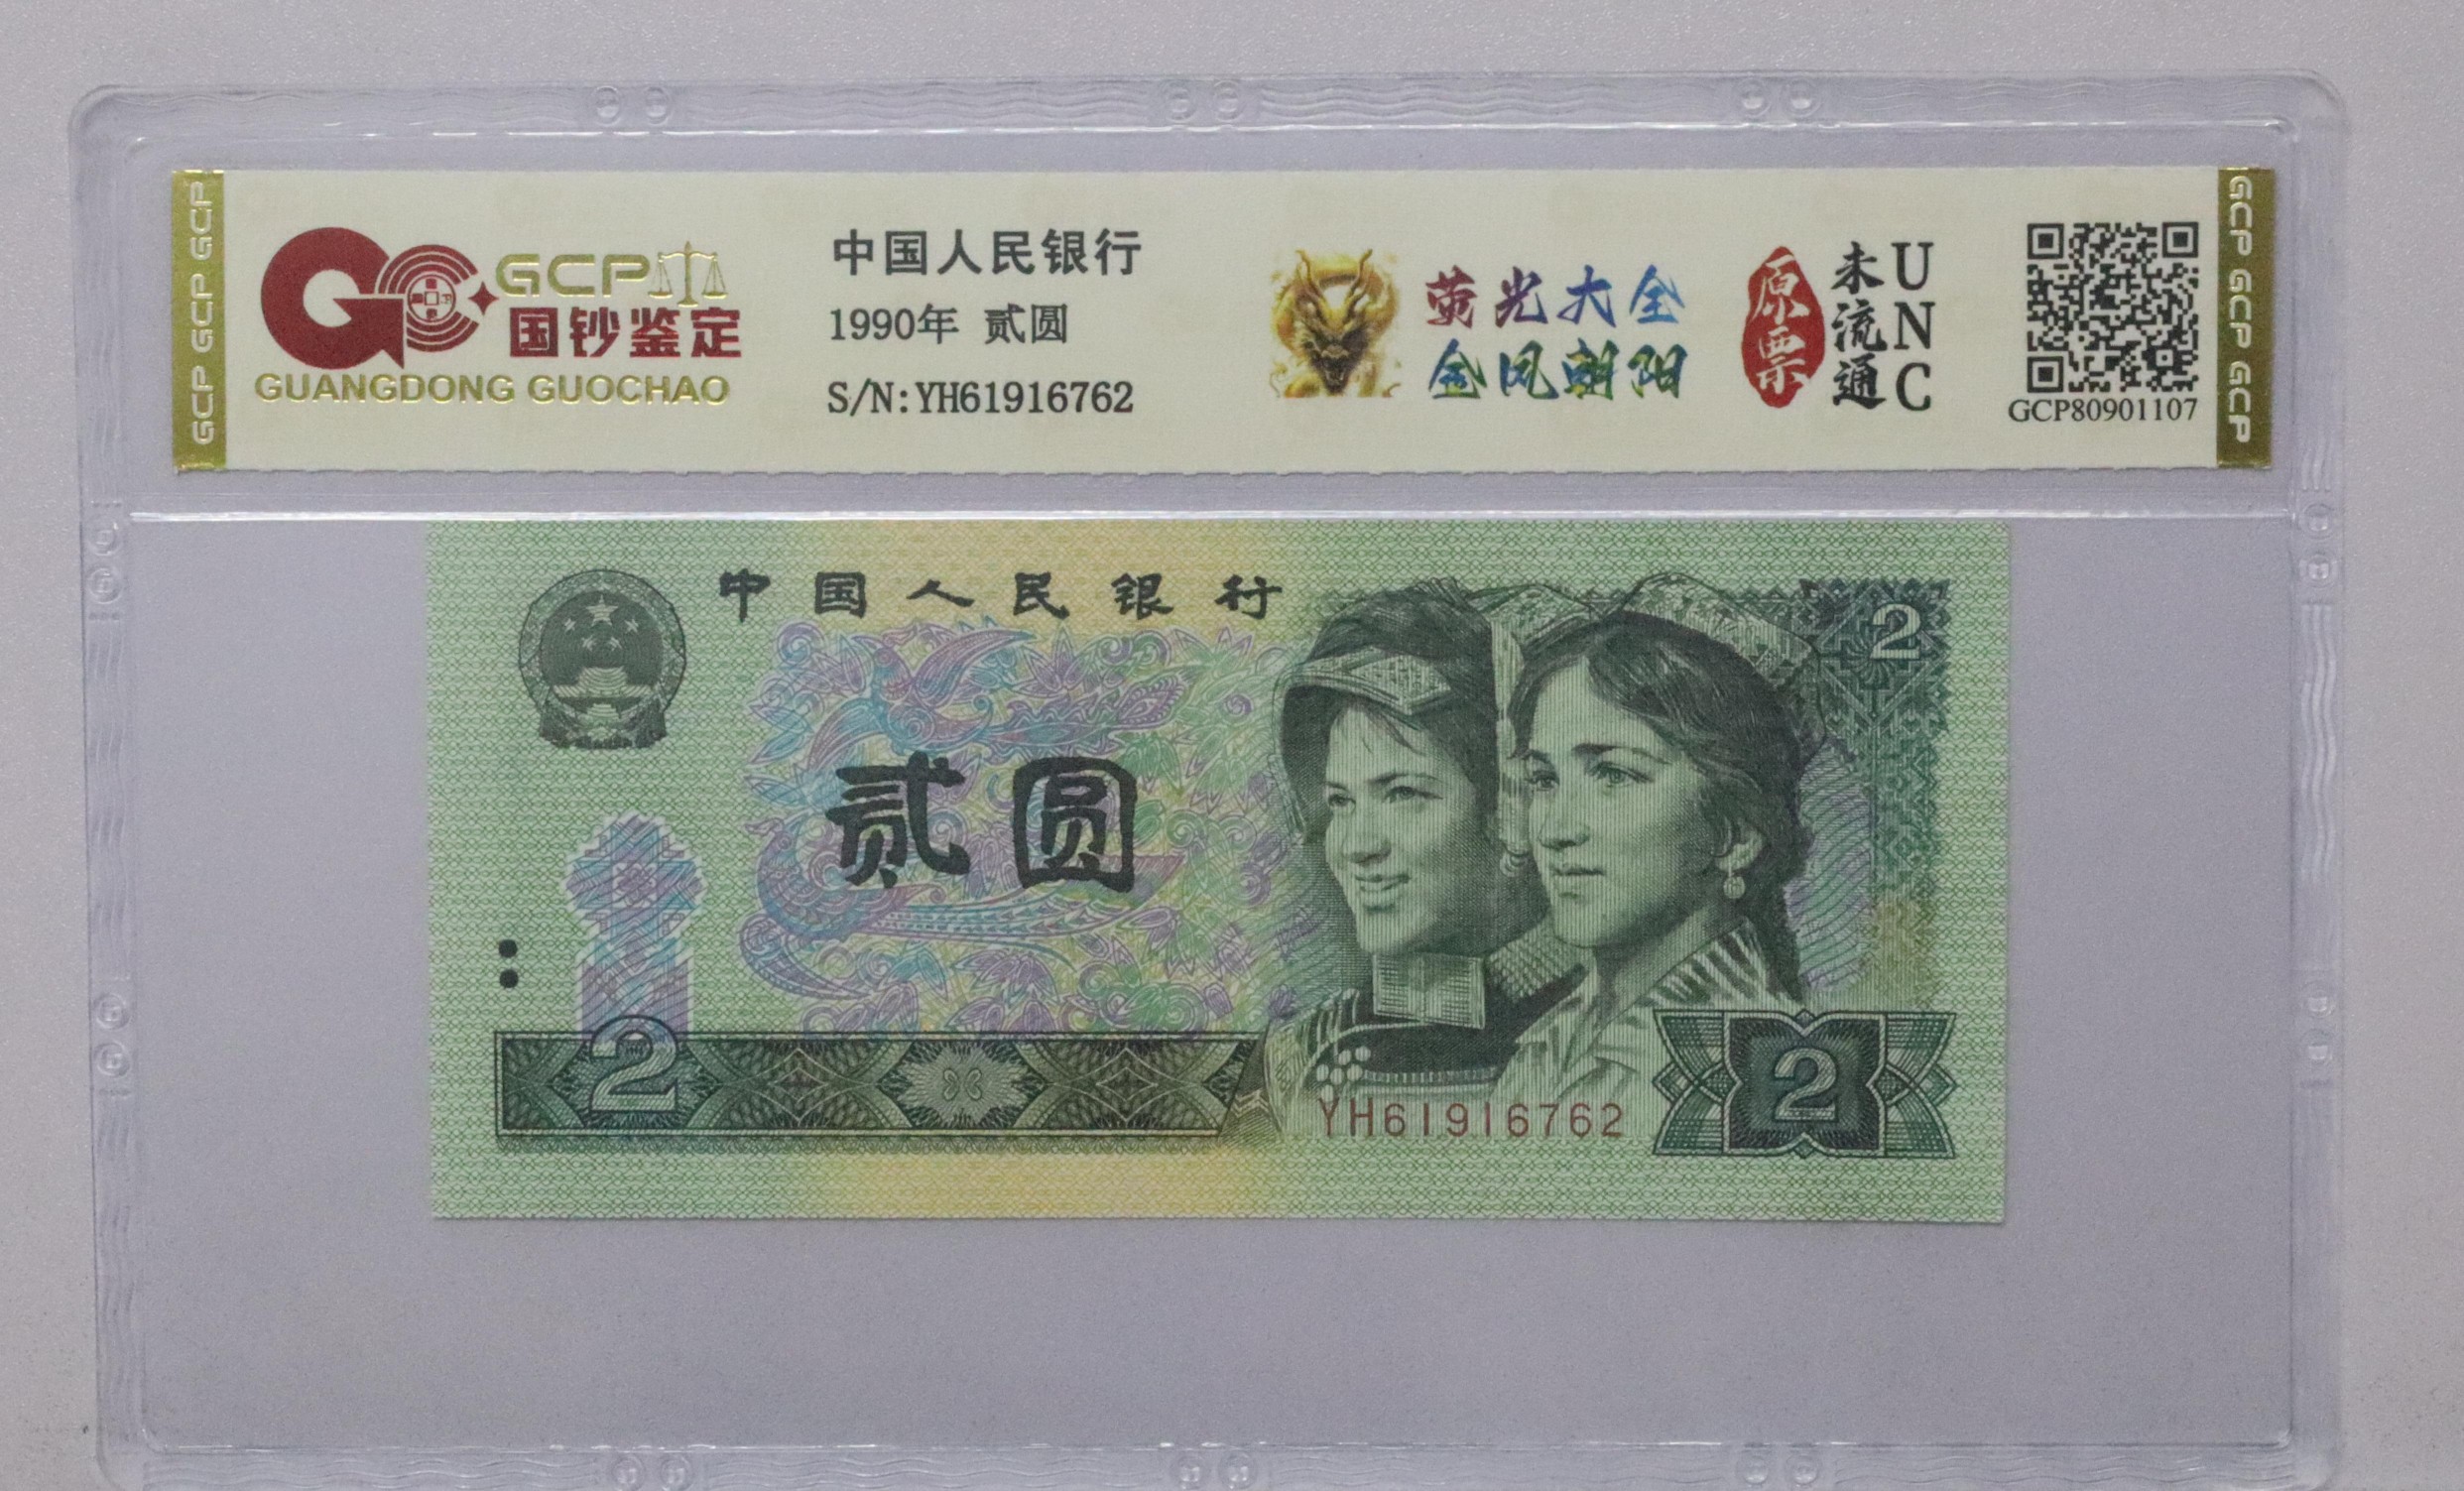 GCP GCP GCP
GCP
国钞鉴定
GUANGDONG GUOCHAO
中国人民银行
1990年 贰圆
S/N:YH61916762
荧光大全
金凤朝阳
原票
未流通
UNC
GCP80901107
GCP GCP GCP
中国人民银行
2
贰圆
2
YH61916762
2